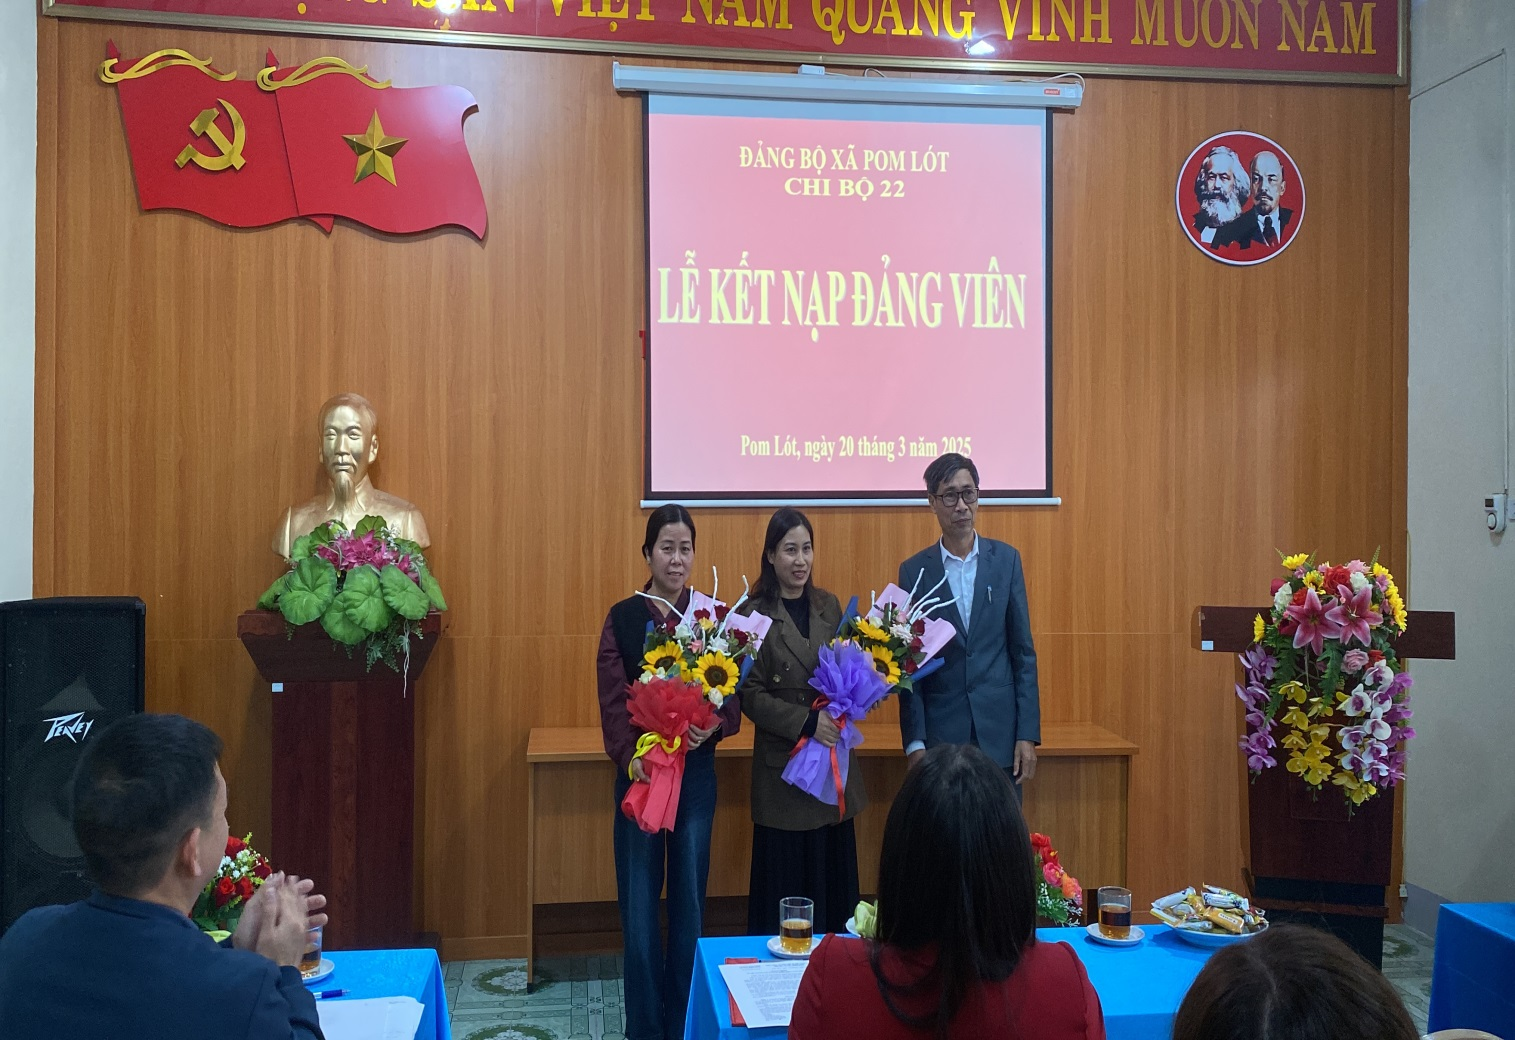 VIỆT NAM QUANG VINH MUÔN NĂM
ĐẢNG BỘ XÃ POM LÓT
CHI BỘ 22
LỄ KẾT NẠP ĐẢNG VIÊN
Pom Lót, ngày 20 tháng 3 năm 2025
PEAVEY